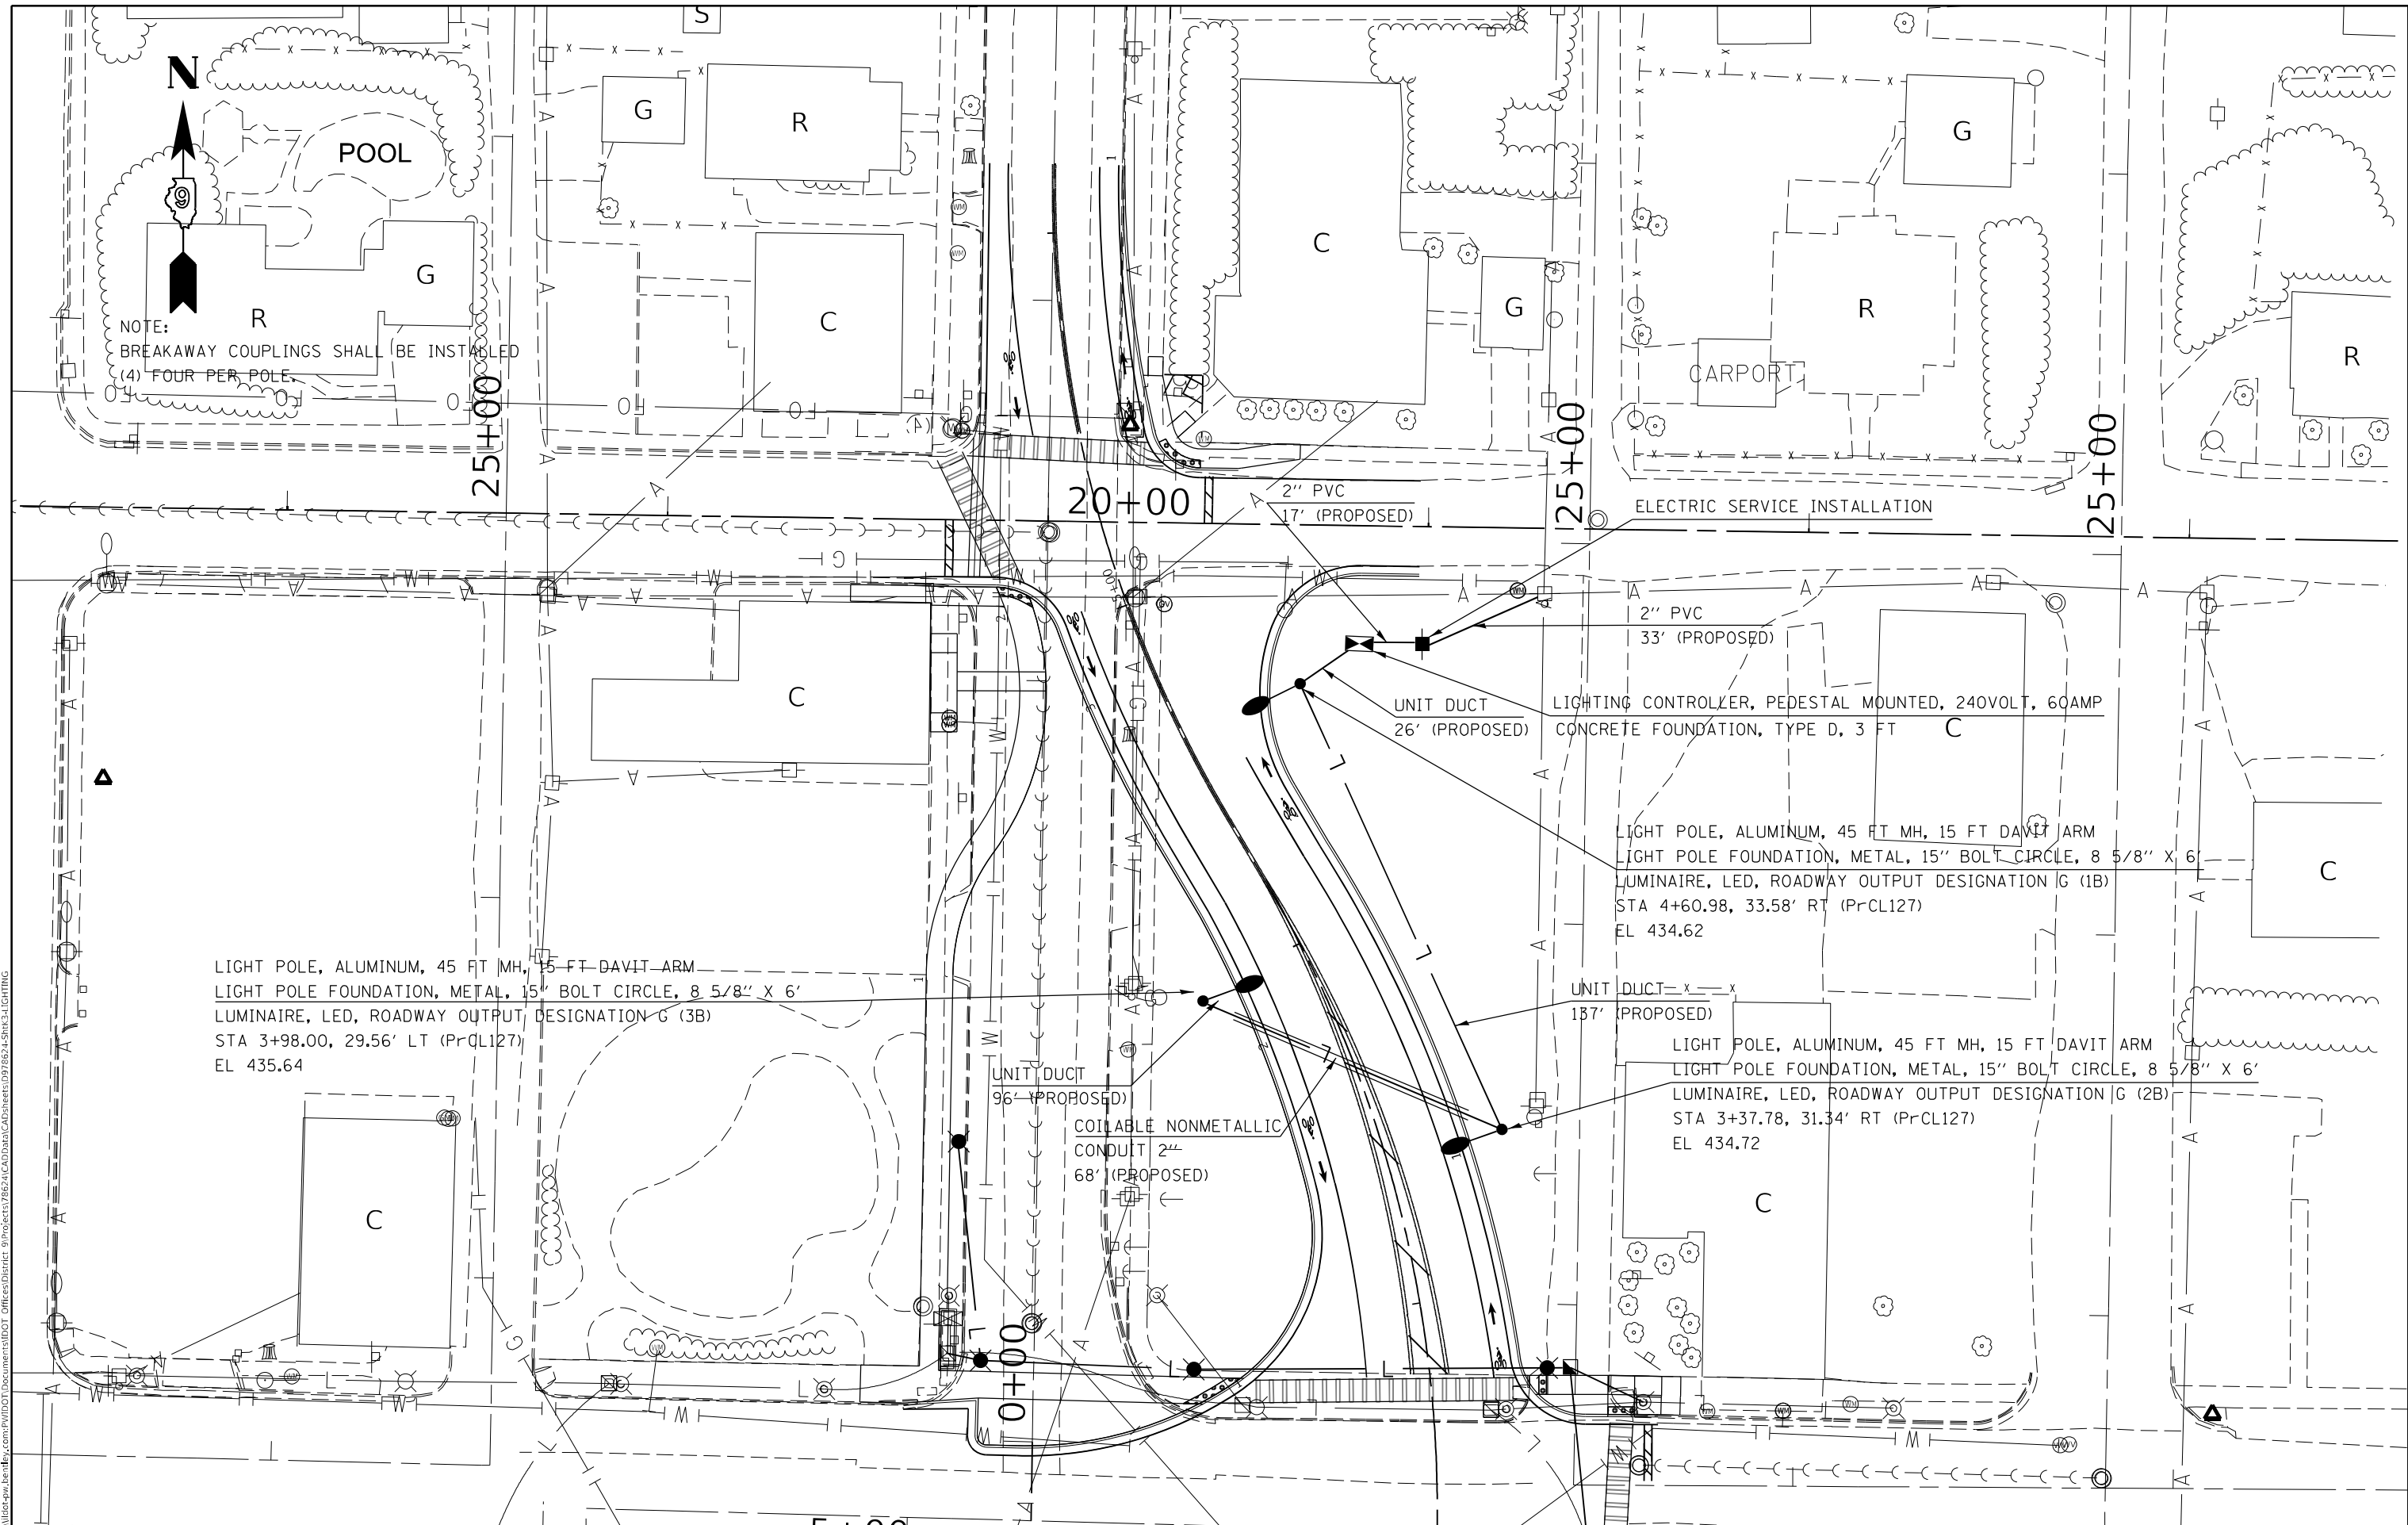 S
N
G
R
POOL
9
C
G
R
G
G
C
C
G
R
R
CARPORT
NOTE:
BREAKAWAY COUPLINGS SHALL BE INSTALLED
(4) FOUR PER POLE.
25+00
25+00
25+00
20+00
2" PVC
17' (PROPOSED)
ELECTRIC SERVICE INSTALLATION
2" PVC
33' (PROPOSED)
C
UNIT DUCT
26' (PROPOSED)
LIGHTING CONTROLLER, PEDESTAL MOUNTED, 240VOLT, 60AMP
CONCRETE FOUNDATION, TYPE D, 3 FT
C
LIGHT POLE, ALUMINUM, 45 FT MH, 15 FT DAVIT ARM
LIGHT POLE FOUNDATION, METAL, 15" BOLT CIRCLE, 8 5/8" X 6'
LUMINAIRE, LED, ROADWAY OUTPUT DESIGNATION G (1B)
STA 4+60.98, 33.58' RT (PrCL127)
EL 434.62
C
LIGHT POLE, ALUMINUM, 45 FT MH, 15 FT DAVIT ARM
LIGHT POLE FOUNDATION, METAL, 15" BOLT CIRCLE, 8 5/8" X 6'
LUMINAIRE, LED, ROADWAY OUTPUT DESIGNATION G (3B)
STA 3+98.00, 29.56' LT (PrCL127)
EL 435.64
UNIT DUCT
137' (PROPOSED)
LIGHT POLE, ALUMINUM, 45 FT MH, 15 FT DAVIT ARM
LIGHT POLE FOUNDATION, METAL, 15" BOLT CIRCLE, 8 5/8" X 6'
LUMINAIRE, LED, ROADWAY OUTPUT DESIGNATION G (2B)
STA 3+37.78, 31.34' RT (PrCL127)
EL 434.72
UNIT DUCT
96' (PROPOSED)
COILABLE NONMETALLIC
CONDUIT 2"
68' (PROPOSED)
C
C
0+00